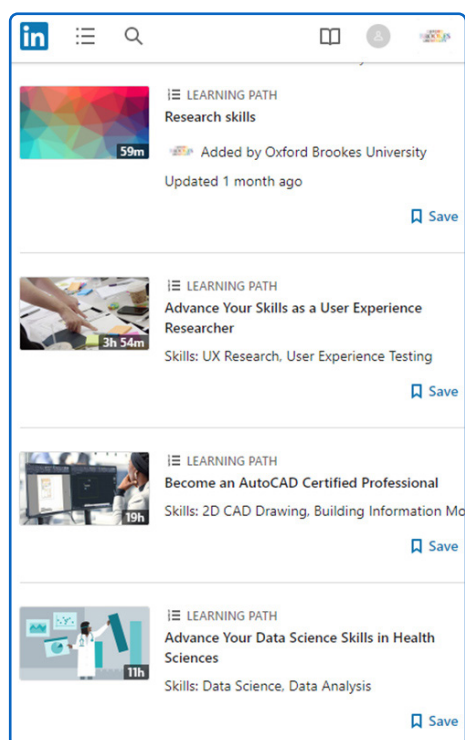 in
LEARNING PATH
Research skills
59m
Added by Oxford Brookes University
Updated 1 month ago
Save
LEARNING PATH
Advance Your Skills as a User Experience
Researcher
3h 54m
Skills: UX Research, User Experience Testing
Save
LEARNING PATH
Become an AutoCAD Certified Professional
Skills: 2D CAD Drawing, Building Information Mo
19h
Save
LEARNING PATH
Advance Your Data Science Skills in Health
Sciences
11h
Skills: Data Science, Data Analysis
Save